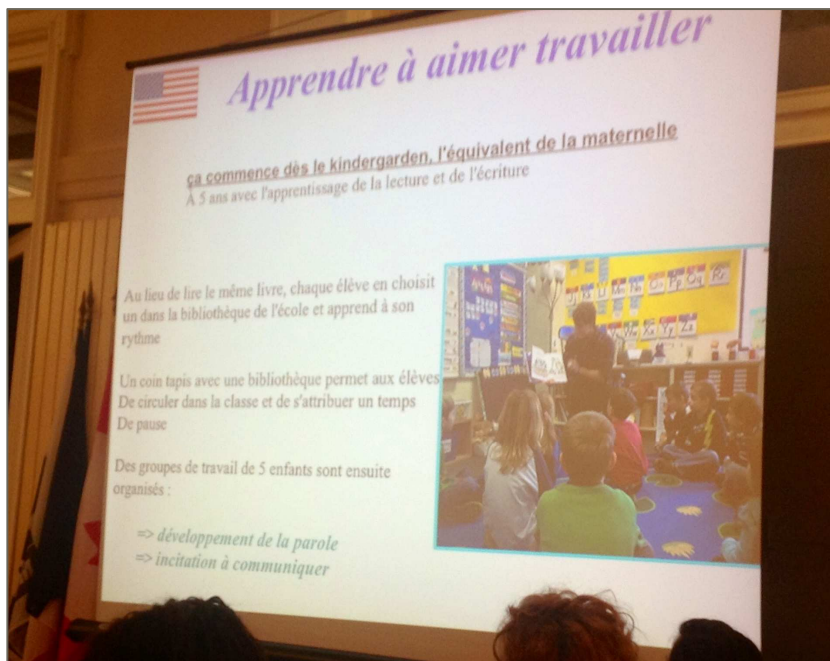 Apprendre à aimer travailler
ça commence dès le kindergarden, l'équivalent de la maternelle
À 5 ans avec l'apprentissage de la lecture et de l'écriture
Au lieu de lire le même livre, chaque élève en choisit
un dans la bibliothèque de l'école et apprend à son
rythme
Un coin tapis avec une bibliothèque permet aux élèves
De circuler dans la classe et de s'attribuer un temps
De pause
Des groupes de travail de 5 enfants sont ensuite
organisés :
=> développement de la parole
=> incitation à communiquer